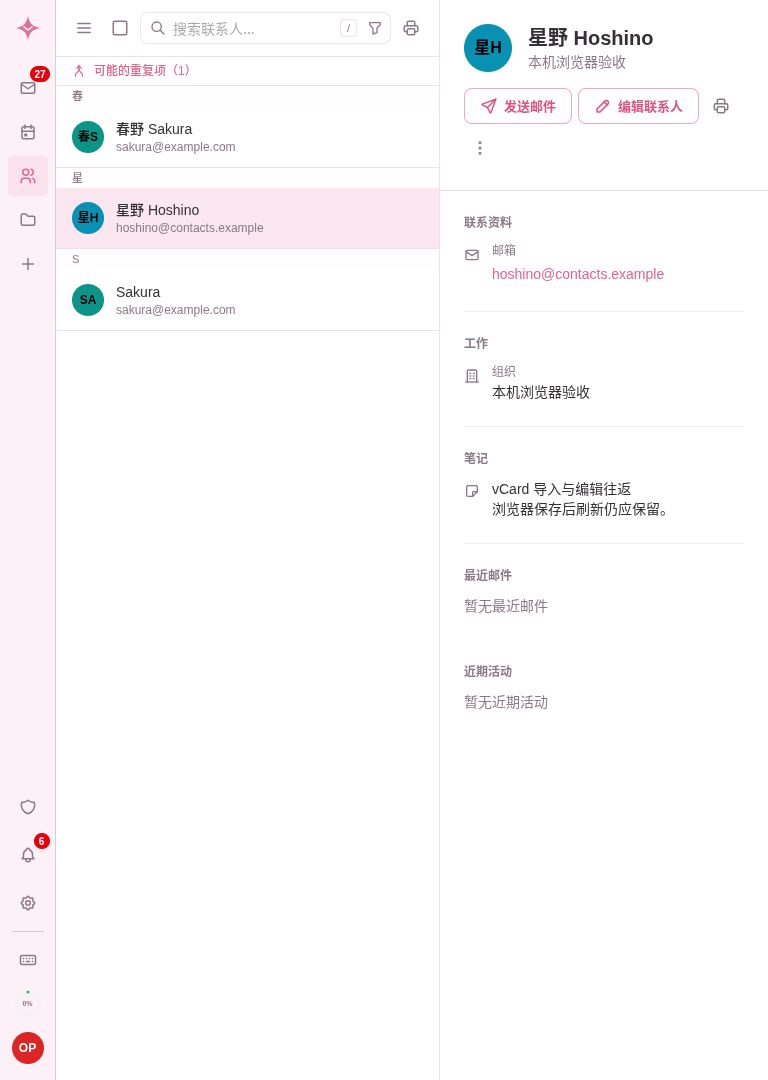 27
6
0%
OP
搜索联系人...
/
可能的重复项（1）
春
春S
春野 Sakura
sakura@example.com
星
星H
星野 Hoshino
hoshino@contacts.example
S
SA
Sakura
sakura@example.com
星H
星野 Hoshino
本机浏览器验收
发送邮件
编辑联系人
联系资料
邮箱
hoshino@contacts.example
工作
组织
本机浏览器验收
笔记
vCard 导入与编辑往返
浏览器保存后刷新仍应保留。
最近邮件
暂无最近邮件
近期活动
暂无近期活动